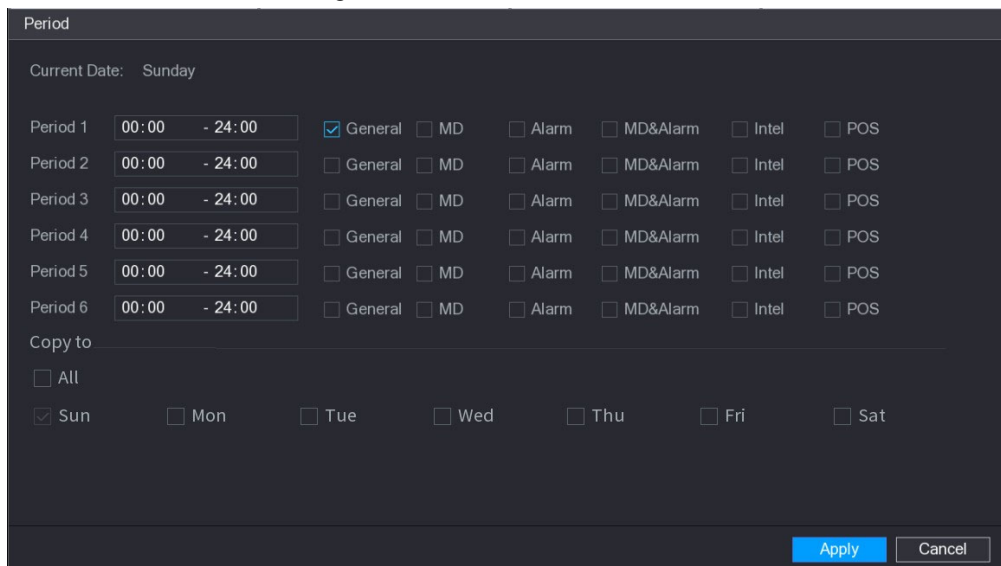 Period
Current Date: Sunday
Period 1 00:00 - 24:00 General MD Alarm MD&Alarm Intel POS
Period 2 00:00 - 24:00 General MD Alarm MD&Alarm Intel POS
Period 3 00:00 - 24:00 General MD Alarm MD&Alarm Intel POS
Period 4 00:00 - 24:00 General MD Alarm MD&Alarm Intel POS
Period 5 00:00 - 24:00 General MD Alarm MD&Alarm Intel POS
Period 6 00:00 - 24:00 General MD Alarm MD&Alarm Intel POS
Copy to
All
Sun Mon Tue Wed Thu Fri Sat
Apply Cancel